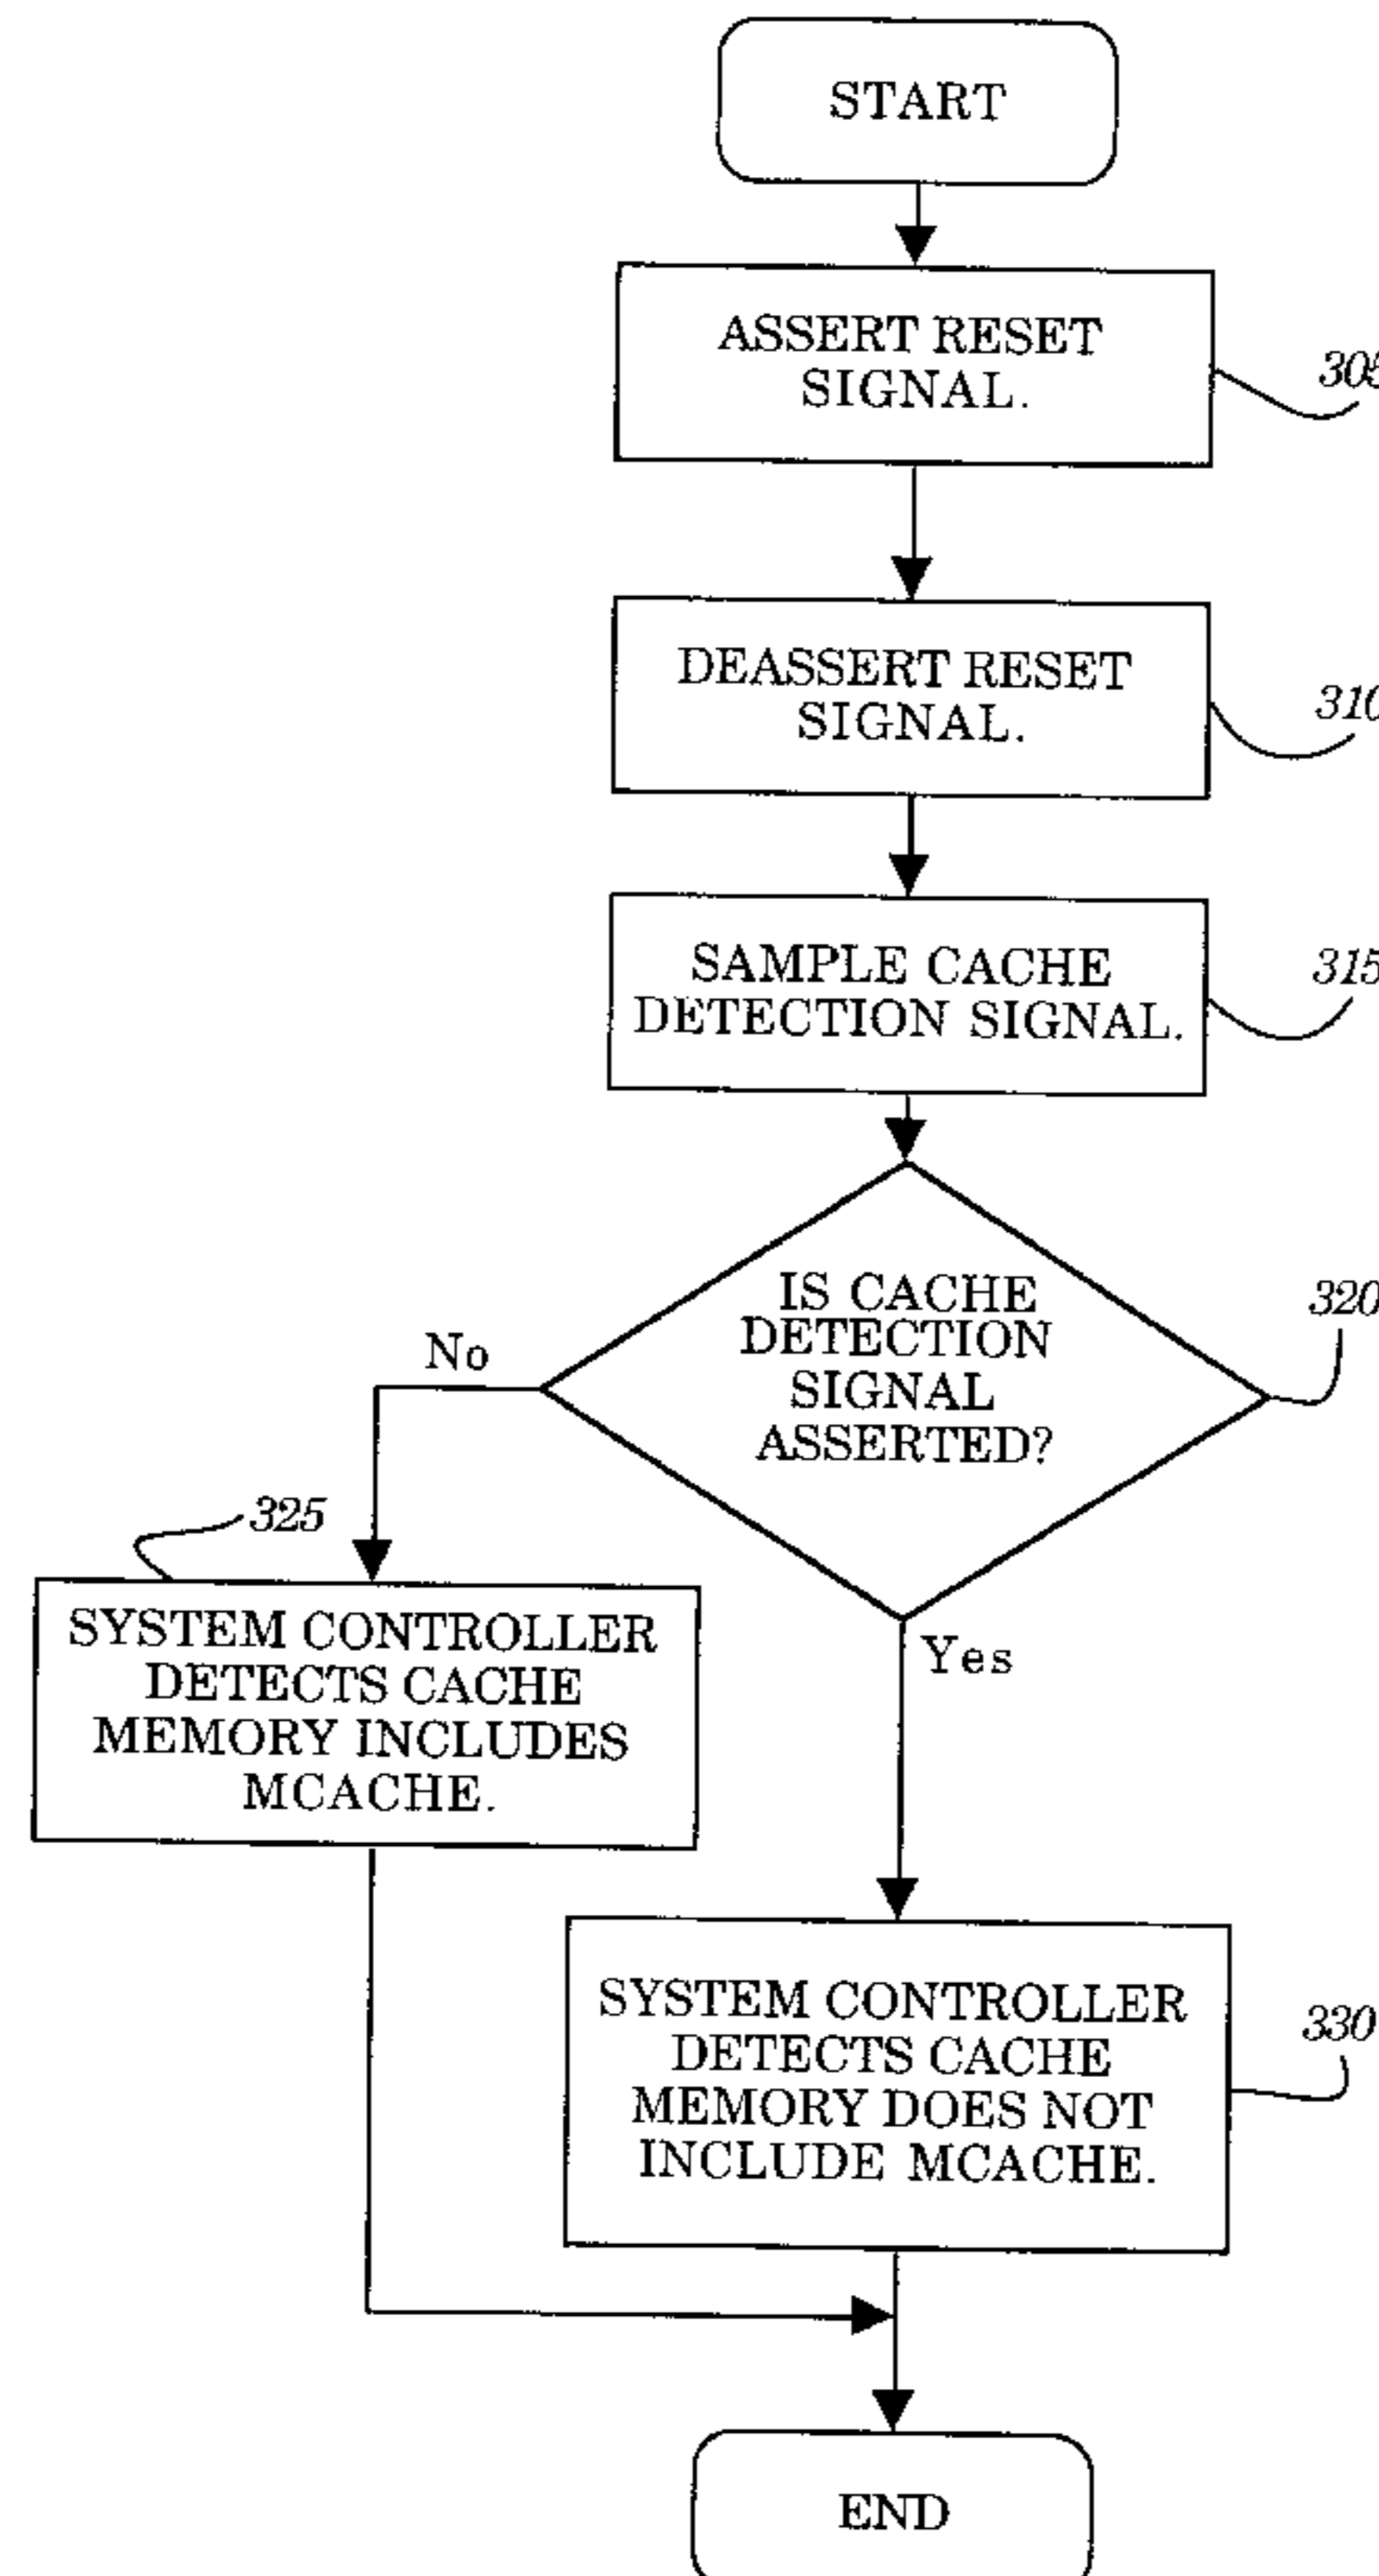 START
ASSERT RESET
SIGNAL.
305
DEASSERT RESET
SIGNAL.
310
SAMPLE CACHE
DETECTION SIGNAL.
315
IS CACHE
DETECTION
SIGNAL
ASSERTED?
320
No
Yes
325
SYSTEM CONTROLLER
DETECTS CACHE
MEMORY INCLUDES
MCACHE.
SYSTEM CONTROLLER
DETECTS CACHE
MEMORY DOES NOT
INCLUDE MCACHE.
330
END